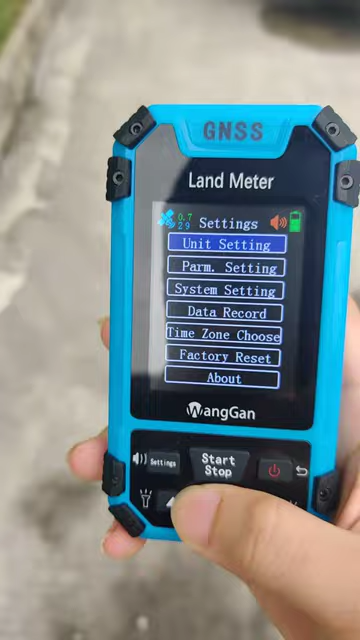 GNSS
Land Meter
0.7
29
Settings
Unit Setting
Parm. Setting
System Setting
Data Record
Time Zone Choose
Factory Reset
About
WangGan
Settings
Start
Stop